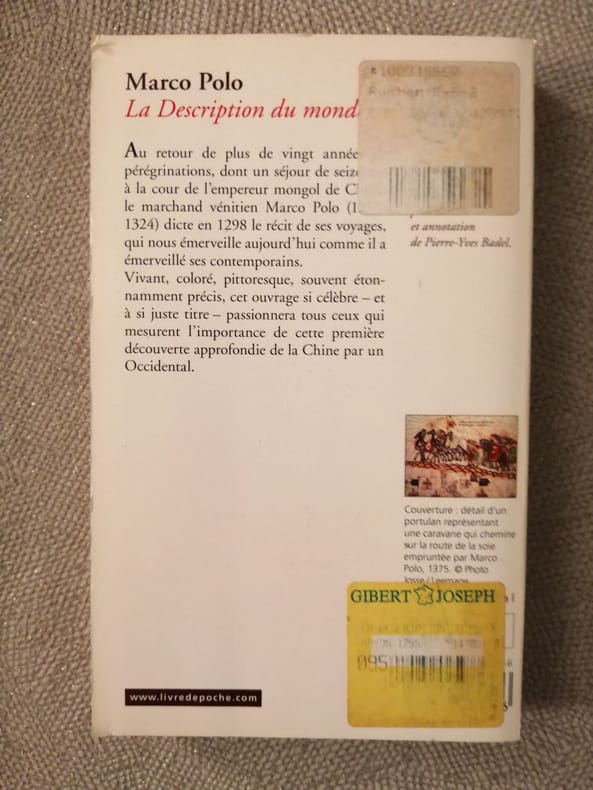 Marco Polo
La Description du mond
Au retour de plus de vingt année
pérégrinations, dont un séjour de seiz
à la cour de l'empereur mongol de C
le marchand vénitien Marco Polo (1
1324) dicte en 1298 le récit de ses voyages,
qui nous émerveille aujourd'hui comme il a
émerveillé ses contemporains.
Vivant, coloré, pittoresque, souvent éton-
namment précis, cet ouvrage si célèbre – et
à si juste titre – passionnera tous ceux qui
mesurent l'importance de cette première
découverte approfondie de la Chine par un
Occidental.
et annotation
de Pierre-Yves Badel.
Couverture : détail d'un
portulan représentant
une caravane qui chemine
sur la route de la soie
empruntée par Marco
Polo, 1375. © Photo
Josse / Leemage
GIBERT JOSEPH
095
www.livredepoche.com